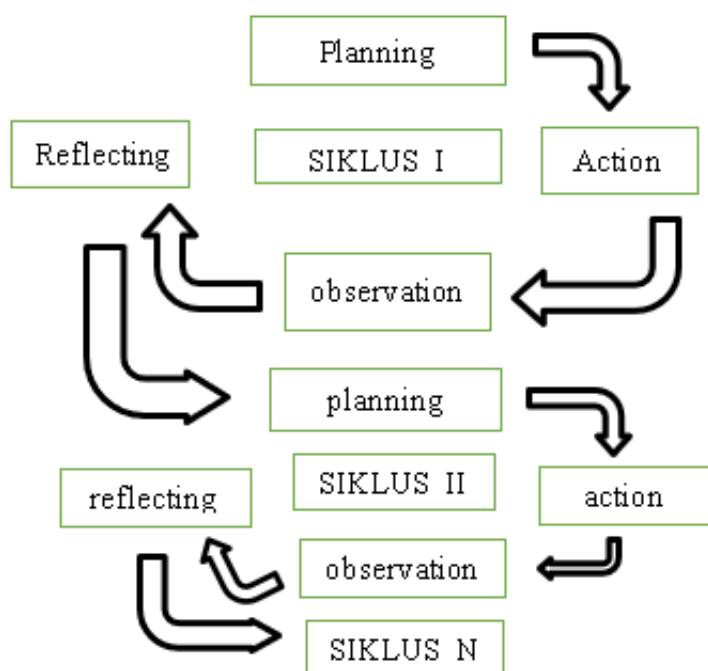 Planning
Reflecting
SIKLUS I
Action
observation
planning
SIKLUS II
reflecting
action
observation
SIKLUS N